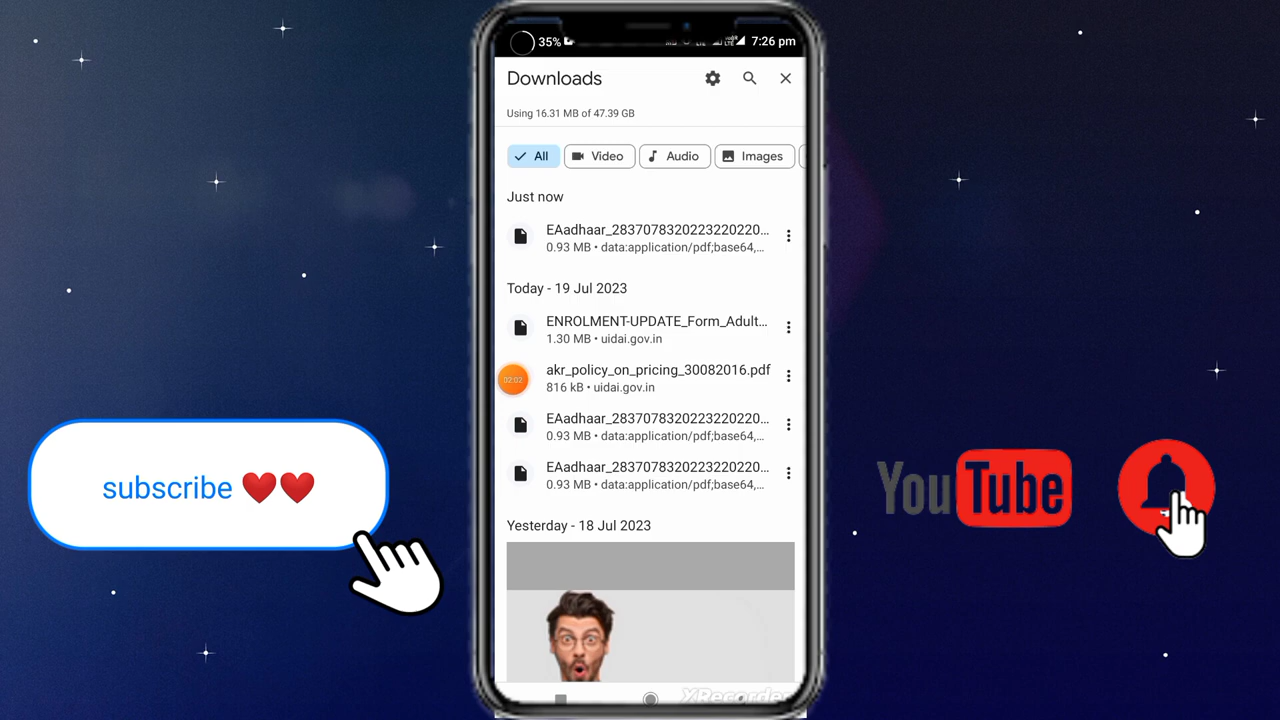 35%
7:26 pm
Downloads
Using 16.31 MB of 47.39 GB
All
Video
Audio
Images
Just now
EAadhaar_2837078320223220220...
0.93 MB • data:application/pdf;base64,...
Today - 19 Jul 2023
ENROLMENT-UPDATE_Form_Adult...
1.30 MB • uidai.gov.in
02:02
akr_policy_on_pricing_30082016.pdf
816 kB • uidai.gov.in
EAadhaar_2837078320223220220...
0.93 MB • data:application/pdf;base64,...
EAadhaar_2837078320223220220...
0.93 MB • data:application/pdf;base64,...
Yesterday - 18 Jul 2023
XRecorder
subscribe ❤️❤️
YouTube